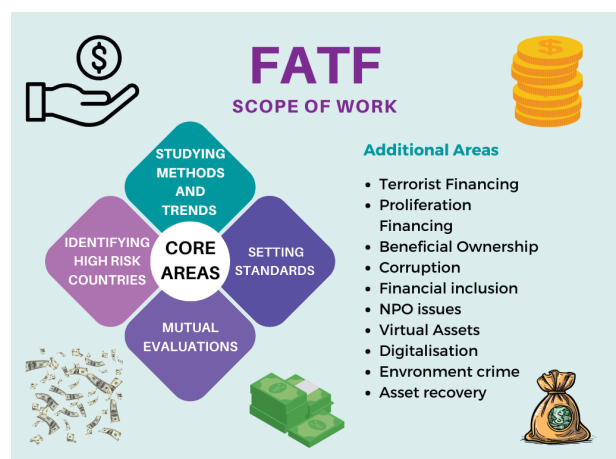 FATF
SCOPE OF WORK
STUDYING
METHODS
AND
TRENDS
IDENTIFYING
HIGH RISK
COUNTRIES
CORE
AREAS
SETTING
STANDARDS
MUTUAL
EVALUATIONS
Additional Areas
• Terrorist Financing
• Proliferation
Financing
• Beneficial Ownership
• Corruption
• Financial inclusion
• NPO issues
• Virtual Assets
• Digitalisation
• Envronment crime
• Asset recovery